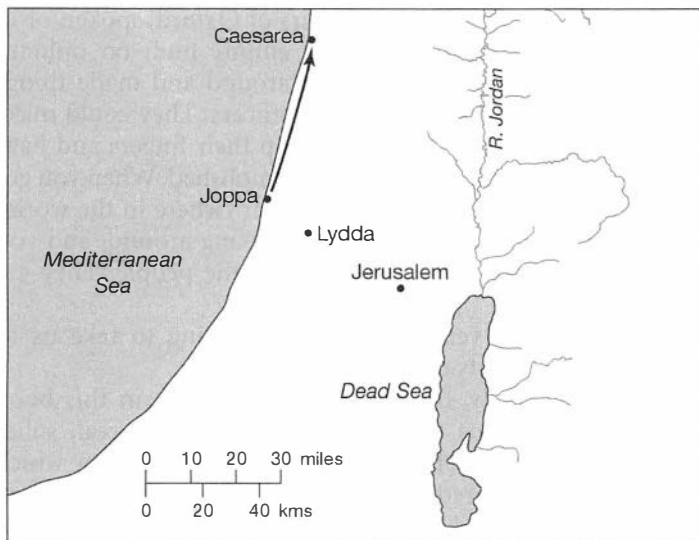 Caesarea
R. Jordan
Joppa
Lydda
Mediterranean
Sea
Jerusalem
Dead Sea
0 10 20 30 miles
0 20 40 kms